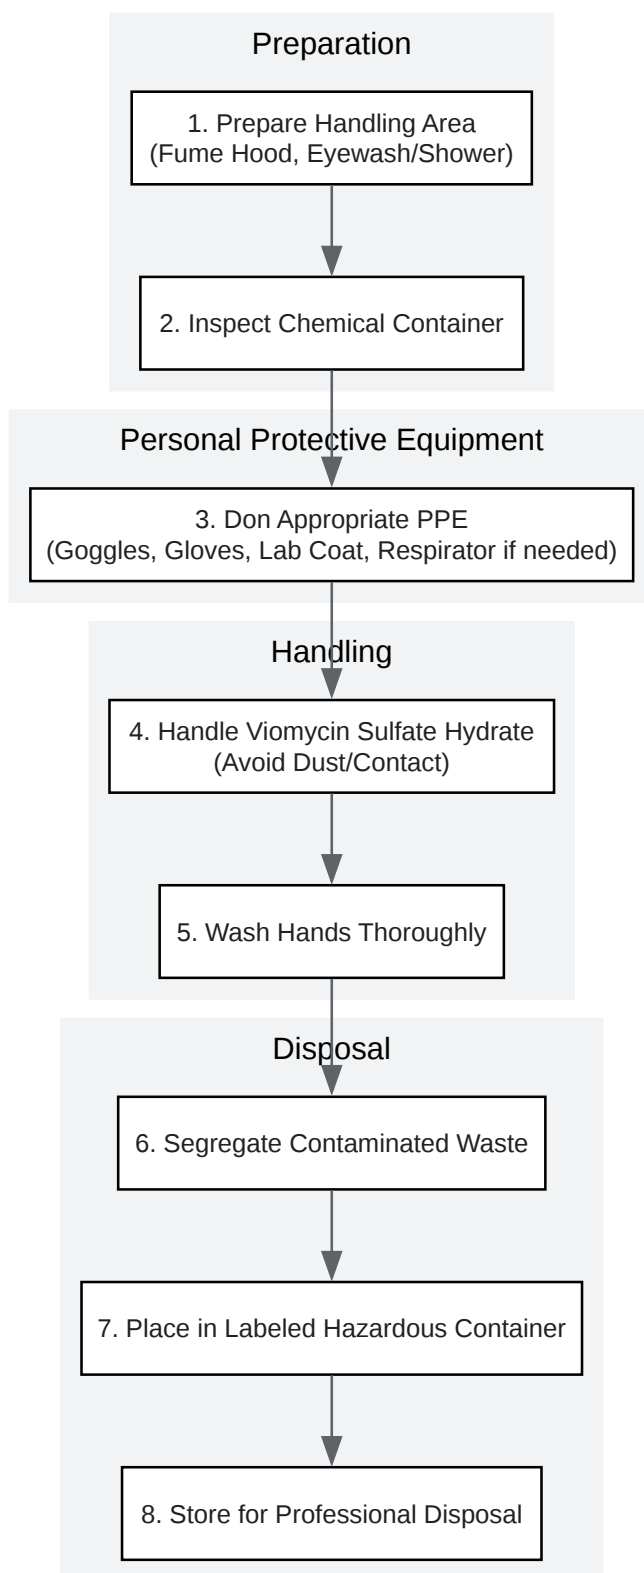 Preparation
1. Prepare Handling Area
(Fume Hood, Eyewash/Shower)
2. Inspect Chemical Container
Personal Protective Equipment
3. Don Appropriate PPE
(Goggles, Gloves, Lab Coat, Respirator if needed)
Handling
4. Handle Viomycin Sulfate Hydrate
(Avoid Dust/Contact)
5. Wash Hands Thoroughly
Disposal
6. Segregate Contaminated Waste
7. Place in Labeled Hazardous Container
8. Store for Professional Disposal